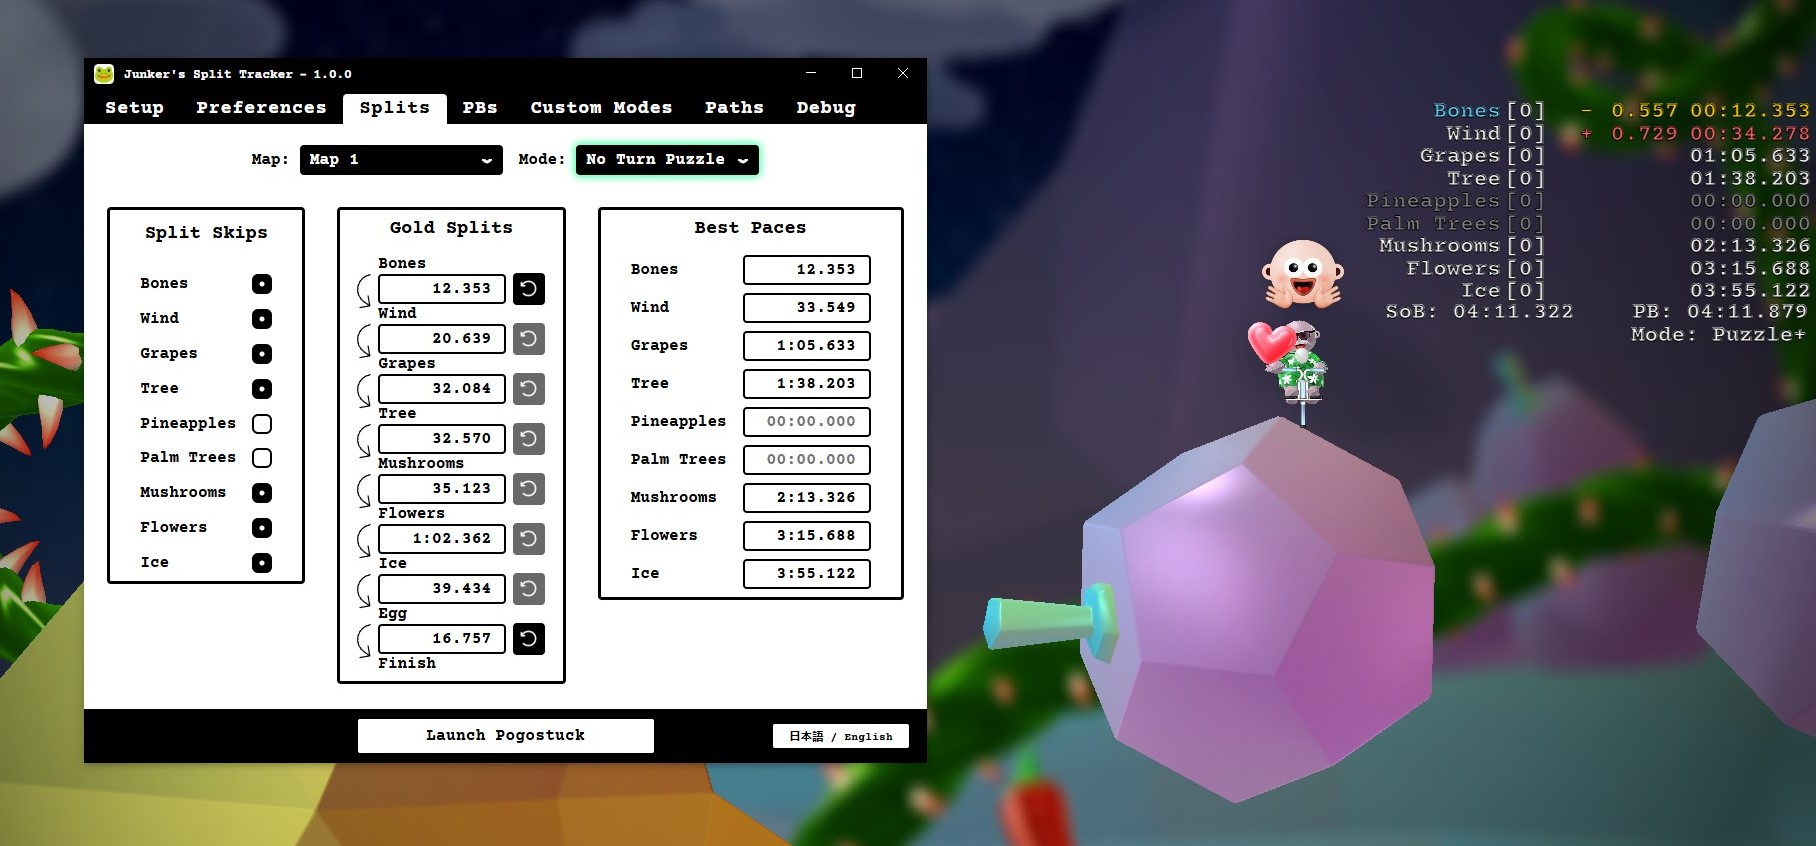 Junker's Split Tracker - 1.0.0
Setup Preferences Splits PBs Custom Modes Paths Debug
Map: Map 1 Mode: No Turn Puzzle
Split Skips
Bones
Wind
Grapes
Tree
Pineapples
Palm Trees
Mushrooms
Flowers
Ice
Gold Splits
Bones
12.353
Wind
20.639
Grapes
32.084
Tree
32.570
Mushrooms
35.123
Flowers
1:02.362
Ice
39.434
Egg
16.757
Finish
Best Paces
Bones 12.353
Wind 33.549
Grapes 1:05.633
Tree 1:38.203
Pineapples 00:00.000
Palm Trees 00:00.000
Mushrooms 2:13.326
Flowers 3:15.688
Ice 3:55.122
Launch Pogostuck
日本語 / English
Bones[0] - 0.557 00:12.353
Wind[0] + 0.729 00:34.278
Grapes[0] 01:05.633
Tree[0] 01:38.203
Pineapples[0] 00:00.000
Palm Trees[0] 00:00.000
Mushrooms[0] 02:13.326
Flowers[0] 03:15.688
Ice[0] 03:55.122
SoB: 04:11.322 PB: 04:11.879
Mode: Puzzle+